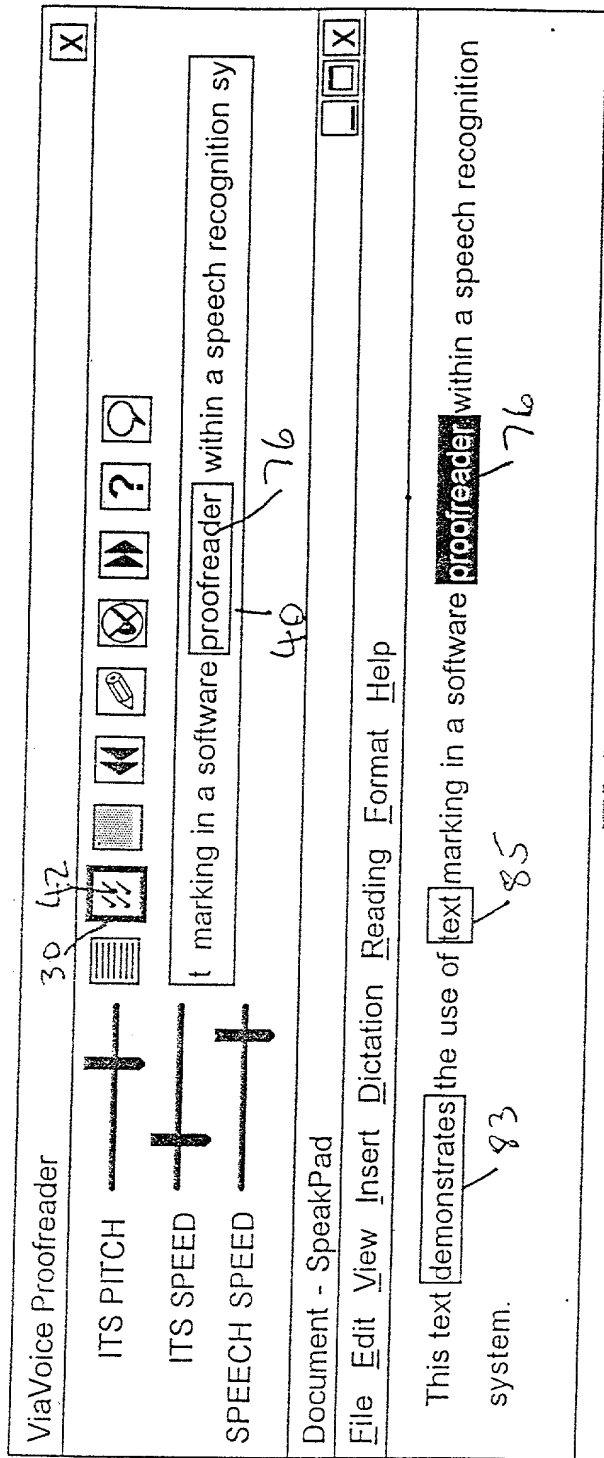 ViaVoice Proofreader X
30 42
ITS PITCH
?
ITS SPEED
t marking in a software proofreader within a speech recognition sy
SPEECH SPEED
40 76
Document - SpeakPad X
File Edit View Insert Dictation Reading Format Help
This text demonstrates the use of text marking in a software proofreader within a speech recognition
system.
83 85 76